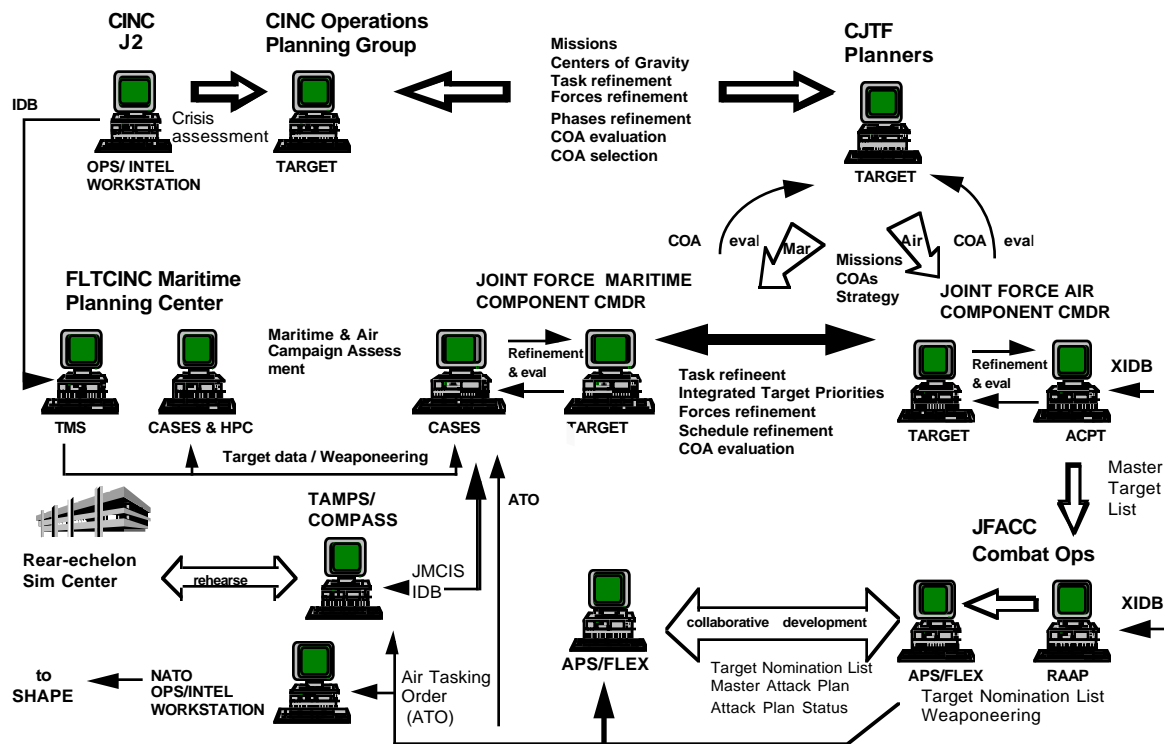 CINC
J2
CINC Operations
Planning Group
Missions
Centers of Gravity
Task refinement
Forces refinement
Phases refinement
COA evaluation
COA selection
CJTF
Planners
IDB
Crisis
assessment
OPS/ INTEL
WORKSTATION
TARGET
TARGET
COA eval
Mar
Air
COA eval
Missions
COAs
Strategy
FLTCINC Maritime
Planning Center
JOINT FORCE MARITIME
COMPONENT CMDR
JOINT FORCE AIR
COMPONENT CMDR
Maritime & Air
Campaign Assess
ment
Refinement
& eval
Refinement
& eval
XIDB
Task refineent
Integrated Target Priorities
Forces refinement
Schedule refinement
COA evaluation
TMS
CASES & HPC
CASES
TARGET
TARGET
ACPT
Target data / Weaponeering
Master
Target
List
TAMPS/
COMPASS
ATO
JFACC
Combat Ops
Rear-echelon
Sim Center
rehearse
JMCIS
IDB
collaborative development
XIDB
APS/FLEX
APS/FLEX
RAAP
Target Nomination List
Master Attack Plan
Attack Plan Status
Target Nomination List
Weaponeering
to
SHAPE
NATO
OPS/INTEL
WORKSTATION
Air Tasking
Order
(ATO)